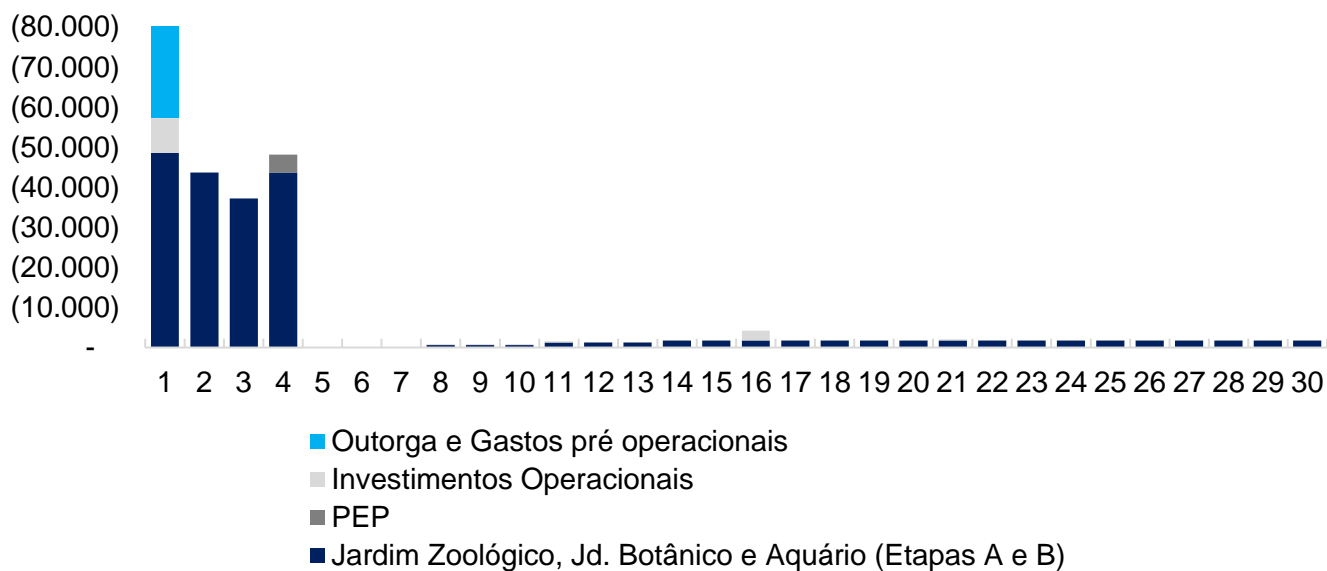 (80.000)
(70.000)
(60.000)
(50.000)
(40.000)
(30.000)
(20.000)
(10.000)
-
1 2 3 4 5 6 7 8 9 10 11 12 13 14 15 16 17 18 19 20 21 22 23 24 25 26 27 28 29 30
Outorga e Gastos pré operacionais
Investimentos Operacionais
PEP
Jardim Zoológico, Jd. Botânico e Aquário (Etapas A e B)